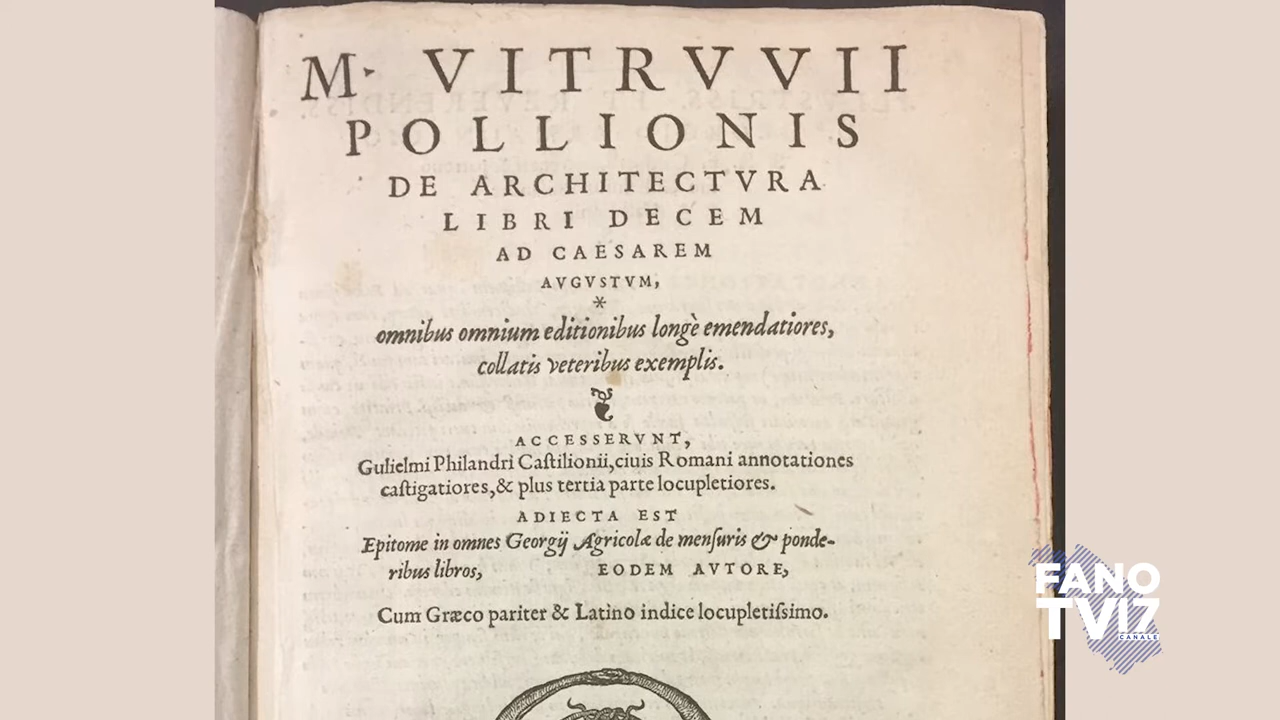 M. VITRVVII
POLLIONIS
DE ARCHITECTVRA
LIBRI DECEM
AD CAESAREM
AVGVSTVM,
*
omnibus omnium editionibus longè emendatiores,
collatis veteribus exemplis.
ACCESSERVNT,
Gulielmi Philandri Caſtilionii, ciuis Romani annotationes
caſtigatiores, & plus tertia parte locupletiores.
ADIECTA EST
Epitome in omnes Georgij Agricolæ de menſuris & ponde-
ribus libros, EODEM AVTORE,
Cum Græco pariter & Latino indice locupletiſsimo.
FANO
TV17
CANALE